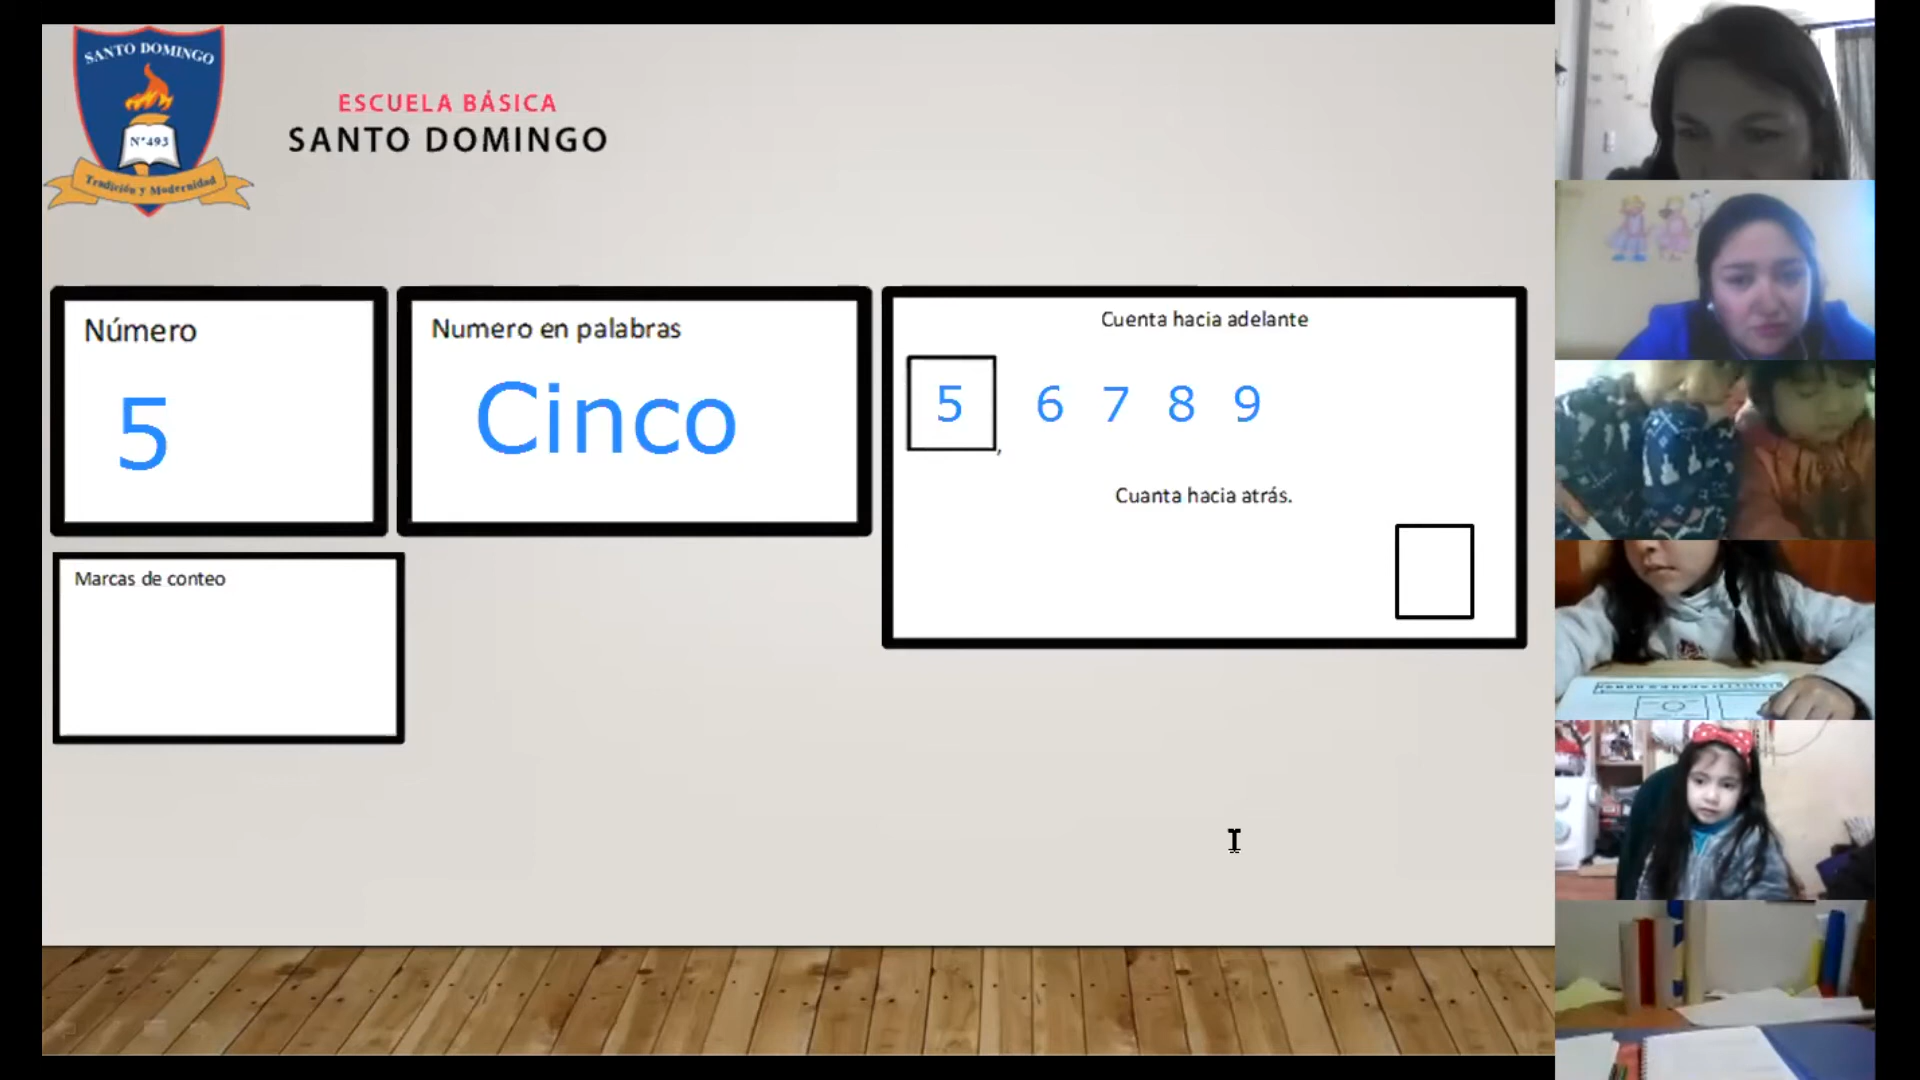 SANTO DOMINGO
N°493
Tradición y Modernidad
ESCUELA BÁSICA
SANTO DOMINGO
Número
5
Numero en palabras
Cinco
Cuenta hacia adelante
5, 6 7 8 9
Cuanta hacia atrás.
Marcas de conteo